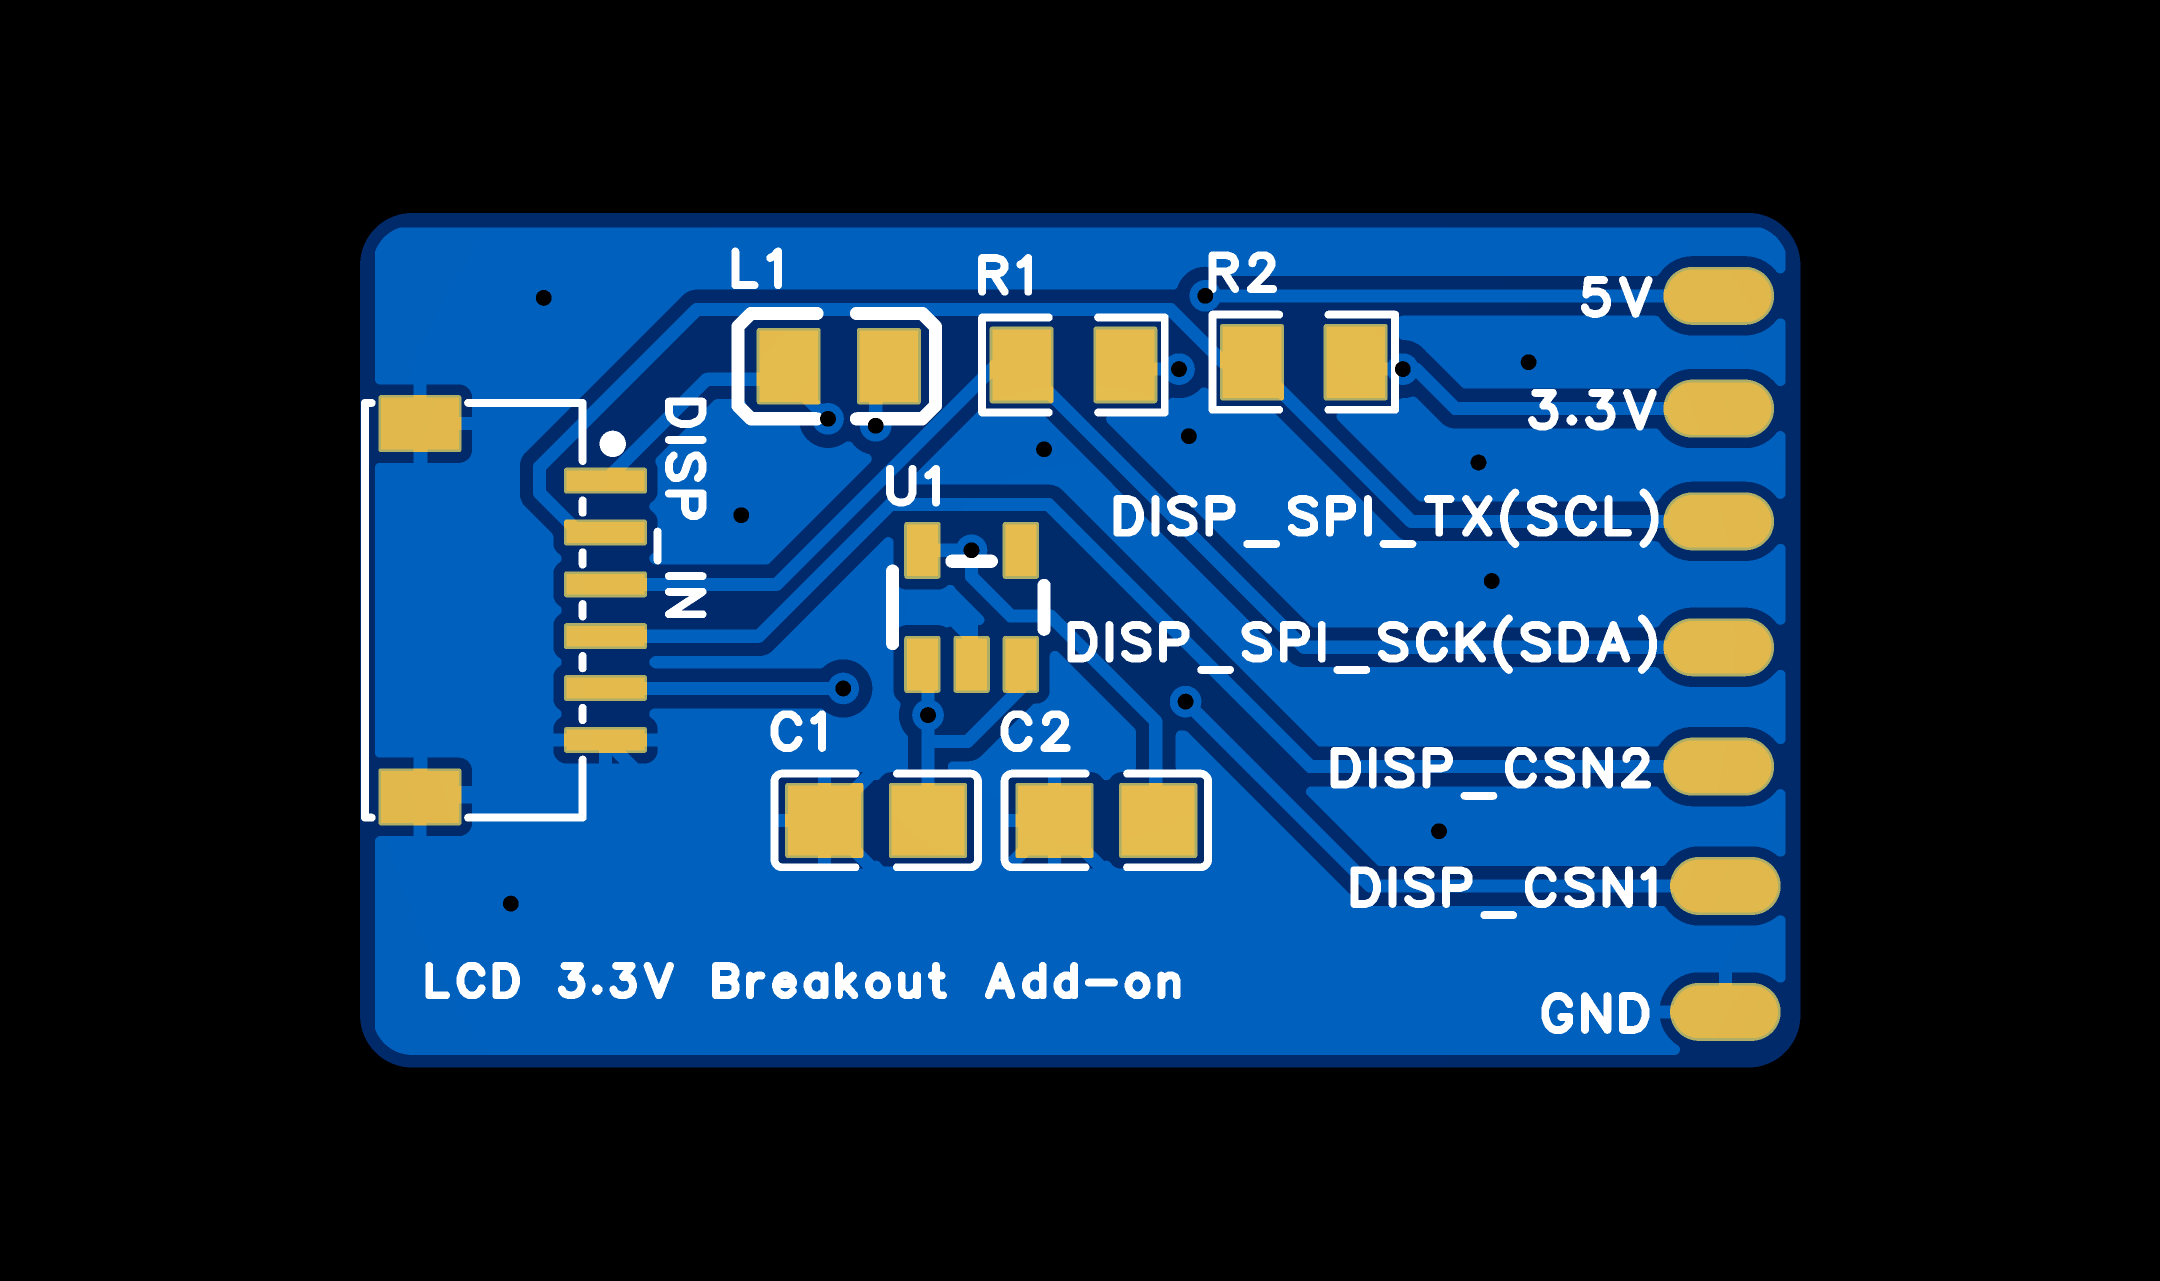 L1
R1
R2
5V
3.3V
DISP_IN
U1
DISP_SPI_TX(SCL)
DISP_SPI_SCK(SDA)
C1
C2
DISP_CSN2
DISP_CSN1
LCD 3.3V Breakout Add-on
GND